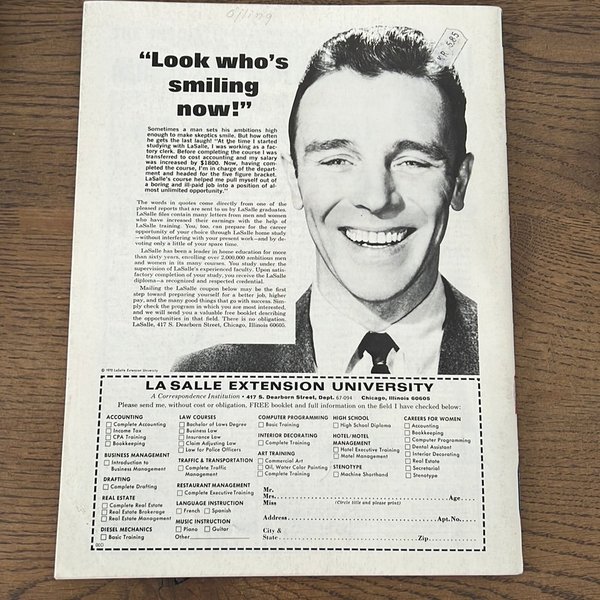 "Look who's
smiling
now!"
Sometimes a man sets his ambitions high
enough to make skeptics smile. But how often
he gets the last laugh! "At the time I started
studying with LaSalle, I was working as a fac-
tory clerk. Before completing the course I was
transferred to cost accounting and my salary
was increased by $1800. Now, having com-
pleted the course, I'm in charge of the depart-
ment and headed for the five figure bracket.
LaSalle's course helped me pull myself out of
a boring and ill-paid job into a position of al-
most unlimited opportunity."
The words in quotes come directly from one of the
pleased reports that are sent to us by LaSalle graduates.
LaSalle files contain many letters from men and women
who have increased their earnings with the help of
LaSalle training. You, too, can prepare for the career
opportunity of your choice through LaSalle home study
—without interfering with your present work—and by de-
voting only a little of your spare time.
LaSalle has been a leader in home education for more
than sixty years, enrolling over 2,000,000 ambitious men
and women in its many courses. You study under the
supervision of LaSalle's experienced faculty. Upon satis-
factory completion of your study, you receive the LaSalle
diploma—a recognized and respected credential.
Mailing the LaSalle coupon below may be the first
step toward preparing yourself for a better job, higher
pay, and the many good things that go with success. Sim-
ply check the program in which you are most interested,
and we will send you a valuable free booklet describing
the opportunities in that field. There is no obligation.
LaSalle, 417 S. Dearborn Street, Chicago, Illinois 60605.
© 1970 LaSalle Extension University
LA SALLE EXTENSION UNIVERSITY
A Correspondence Institution • 417 S. Dearborn Street, Dept. 67-094 Chicago, Illinois 60605
Please send me, without cost or obligation, FREE booklet and full information on the field I have checked below:
ACCOUNTING
Complete Accounting
Income Tax
CPA Training
Bookkeeping
BUSINESS MANAGEMENT
Introduction to
Business Management
DRAFTING
Complete Drafting
REAL ESTATE
Complete Real Estate
Real Estate Brokerage
Real Estate Management
DIESEL MECHANICS
Basic Training
LAW COURSES
Bachelor of Laws Degree
Business Law
Insurance Law
Claim Adjusting Law
Law for Police Officers
TRAFFIC & TRANSPORTATION
Complete Traffic
Management
RESTAURANT MANAGEMENT
Complete Executive Training
LANGUAGE INSTRUCTION
French Spanish
MUSIC INSTRUCTION
Piano Guitar
Other
COMPUTER PROGRAMMING
Basic Training
INTERIOR DECORATING
Complete Training
ART TRAINING
Commercial Art
Oil, Water Color Painting
Complete Training
HIGH SCHOOL
High School Diploma
HOTEL/MOTEL
MANAGEMENT
Hotel Executive Training
Motel Management
STENOTYPE
Machine Shorthand
CAREERS FOR WOMEN
Accounting
Bookkeeping
Computer Programming
Dental Assistant
Interior Decorating
Real Estate
Secretarial
Stenotype
Mr.
Mrs. Age
Miss (Circle title and please print)
Address Apt. No.
City &
State Zip